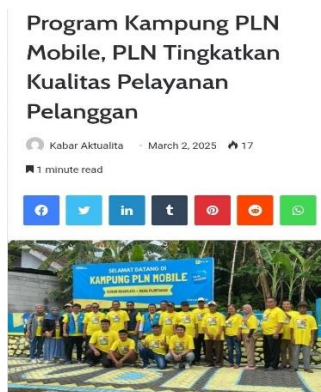 Program Kampung PLN
Mobile, PLN Tingkatkan
Kualitas Pelayanan
Pelanggan
Kabar Aktualita · March 2, 2025 17
1 minute read
SELAMAT DATANG DI
KAMPUNG PLN MOBILE